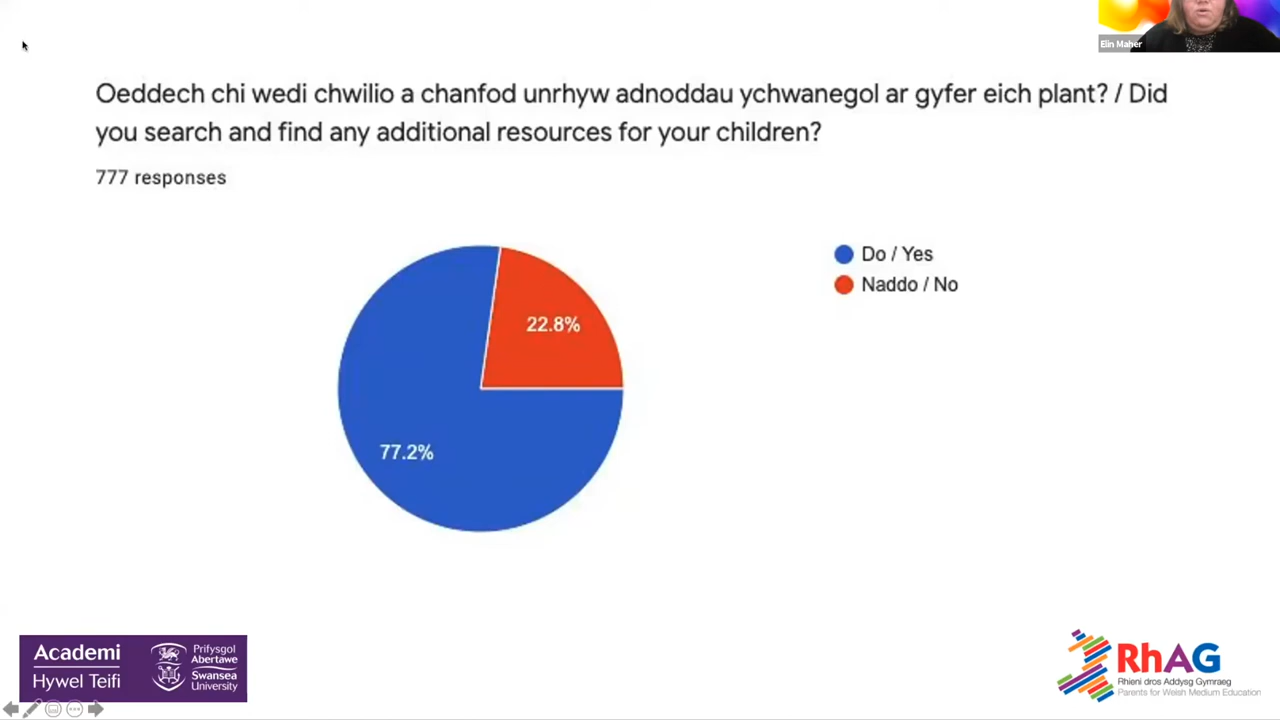 Elin Maher
Oeddech chi wedi chwilio a chanfod unrhyw adnoddau ychwanegol ar gyfer eich plant? / Did
you search and find any additional resources for your children?
777 responses
Do / Yes
Naddo / No
22.8%
77.2%
Academi
Hywel Teifi
Prifysgol
Abertawe
Swansea
University
RhAG
Rhieni dros Addysg Gymraeg
Parents for Welsh Medium Education